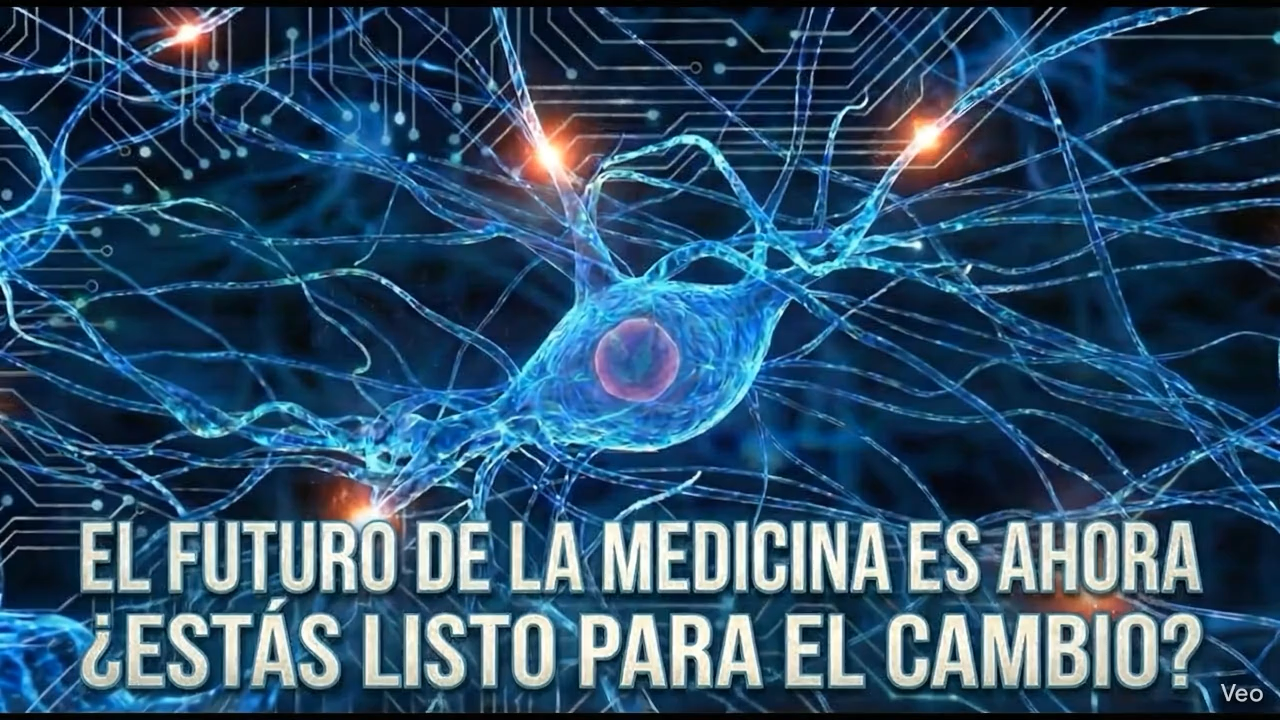 EL FUTURO DE LA MEDICINA ES AHORA
¿ESTÁS LISTO PARA EL CAMBIO?
Veo